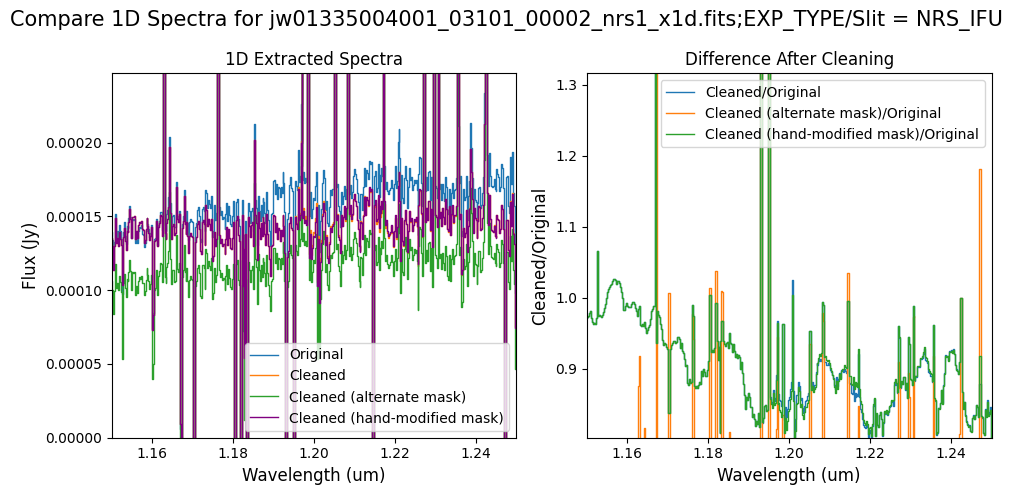 Compare 1D Spectra for jw01335004001_03101_00002_nrs1_x1d.fits;EXP_TYPE/Slit = NRS_IFU
1D Extracted Spectra
Flux (Jy)
0.00020
0.00015
0.00010
0.00005
0.00000
1.16 1.18 1.20 1.22 1.24
Wavelength (um)
Original
Cleaned
Cleaned (alternate mask)
Cleaned (hand-modified mask)
Difference After Cleaning
Cleaned/Original
1.3
1.2
1.1
1.0
0.9
1.16 1.18 1.20 1.22 1.24
Wavelength (um)
Cleaned/Original
Cleaned (alternate mask)/Original
Cleaned (hand-modified mask)/Original